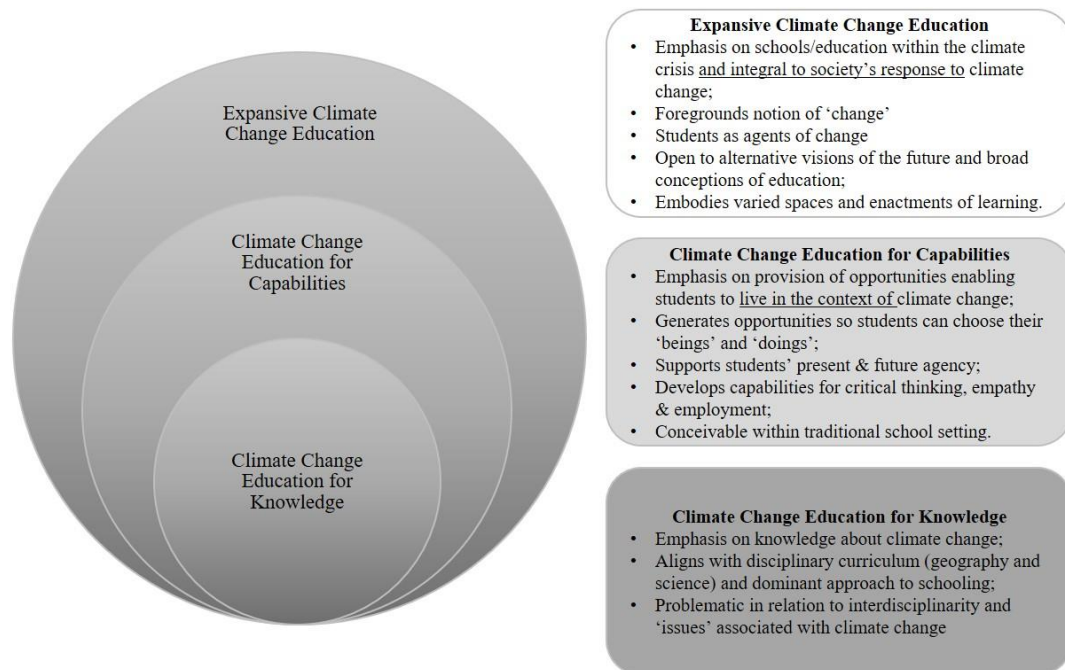 Expansive Climate
Change Education
Climate Change
Education for
Capabilities
Climate Change
Education for
Knowledge
Expansive Climate Change Education
• Emphasis on schools/education within the climate
crisis and integral to society’s response to climate
change;
• Foregrounds notion of ‘change’
• Students as agents of change
• Open to alternative visions of the future and broad
conceptions of education;
• Embodies varied spaces and enactments of learning.
Climate Change Education for Capabilities
• Emphasis on provision of opportunities enabling
students to live in the context of climate change;
• Generates opportunities so students can choose their
‘beings’ and ‘doings’;
• Supports students’ present & future agency;
• Develops capabilities for critical thinking, empathy
& employment;
• Conceivable within traditional school setting.
Climate Change Education for Knowledge
• Emphasis on knowledge about climate change;
• Aligns with disciplinary curriculum (geography and
science) and dominant approach to schooling;
• Problematic in relation to interdisciplinarity and
‘issues’ associated with climate change